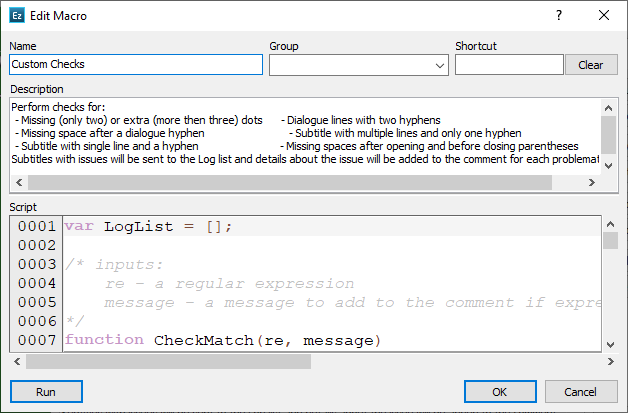 Ez Edit Macro ?
Name Group Shortcut
Custom Checks Clear
Description
Perform checks for:
- Missing (only two) or extra (more then three) dots - Dialogue lines with two hyphens
- Missing space after a dialogue hyphen - Subtitle with multiple lines and only one hyphen
- Subtitle with single line and a hyphen - Missing spaces after opening and before closing parentheses
Subtitles with issues will be sent to the Log list and details about the issue will be added to the comment for each problemat
Script
0001 var LogList = [];
0002
0003 /* inputs:
0004 re - a regular expression
0005 message - a message to add to the comment if expre
0006 */
0007 function CheckMatch(re, message)
Run OK Cancel